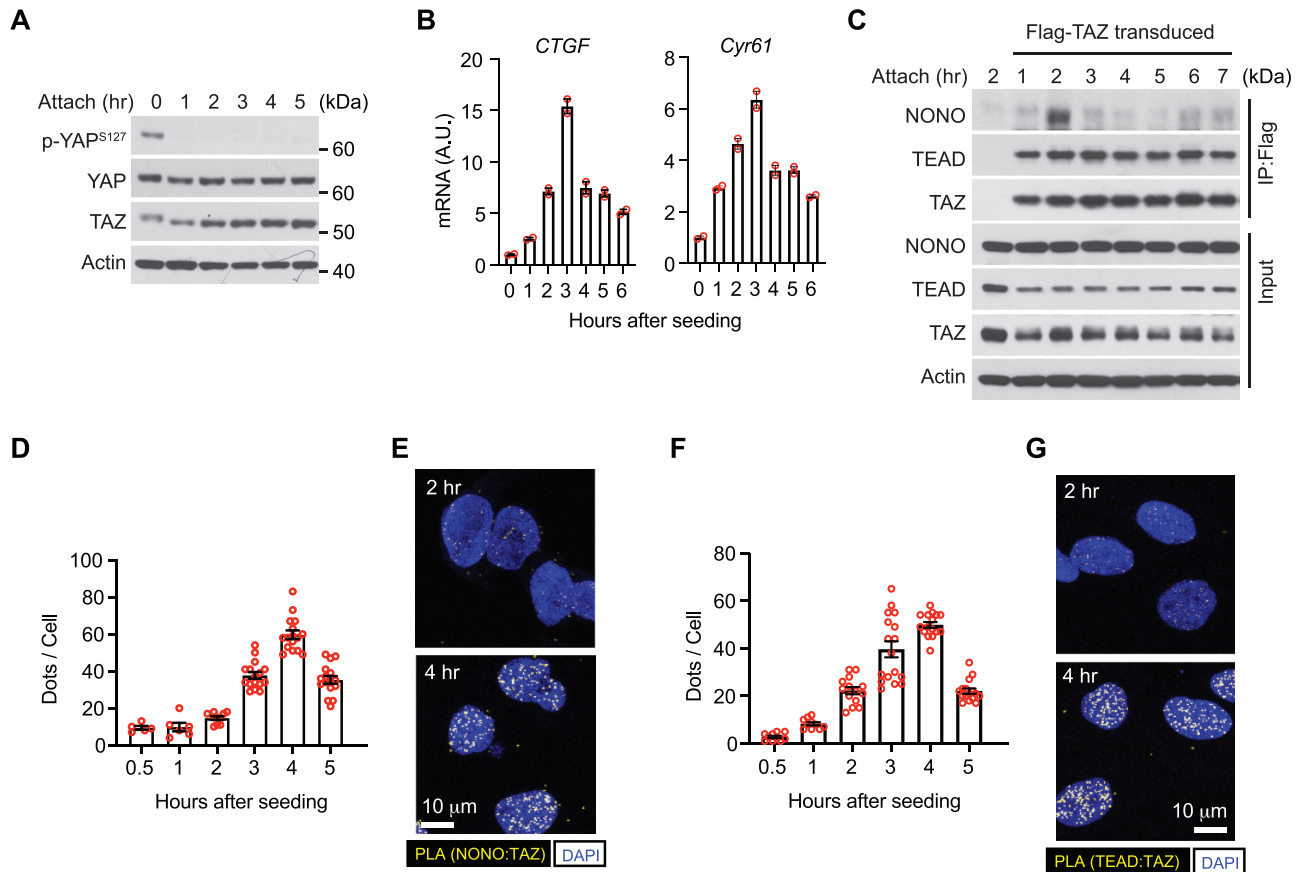 A
Attach (hr) 0 1 2 3 4 5 (kDa)
p-YAPS127
60
YAP
60
TAZ
50
Actin
40
B
CTGF
Cyr61
mRNA (A.U.)
20
15
10
5
0
0 1 2 3 4 5 6
8
6
4
2
0
0 1 2 3 4 5 6
Hours after seeding
C
Flag-TAZ transduced
Attach (hr) 2 1 2 3 4 5 6 7 (kDa)
NONO
TEAD
TAZ
IP:Flag
NONO
TEAD
TAZ
Actin
Input
D
Dots / Cell
100
80
60
40
20
0
0.5 1 2 3 4 5
Hours after seeding
E
2 hr
4 hr
10 μm
PLA (NONO:TAZ) DAPI
F
Dots / Cell
80
60
40
20
0
0.5 1 2 3 4 5
Hours after seeding
G
2 hr
4 hr
10 μm
PLA (TEAD:TAZ) DAPI